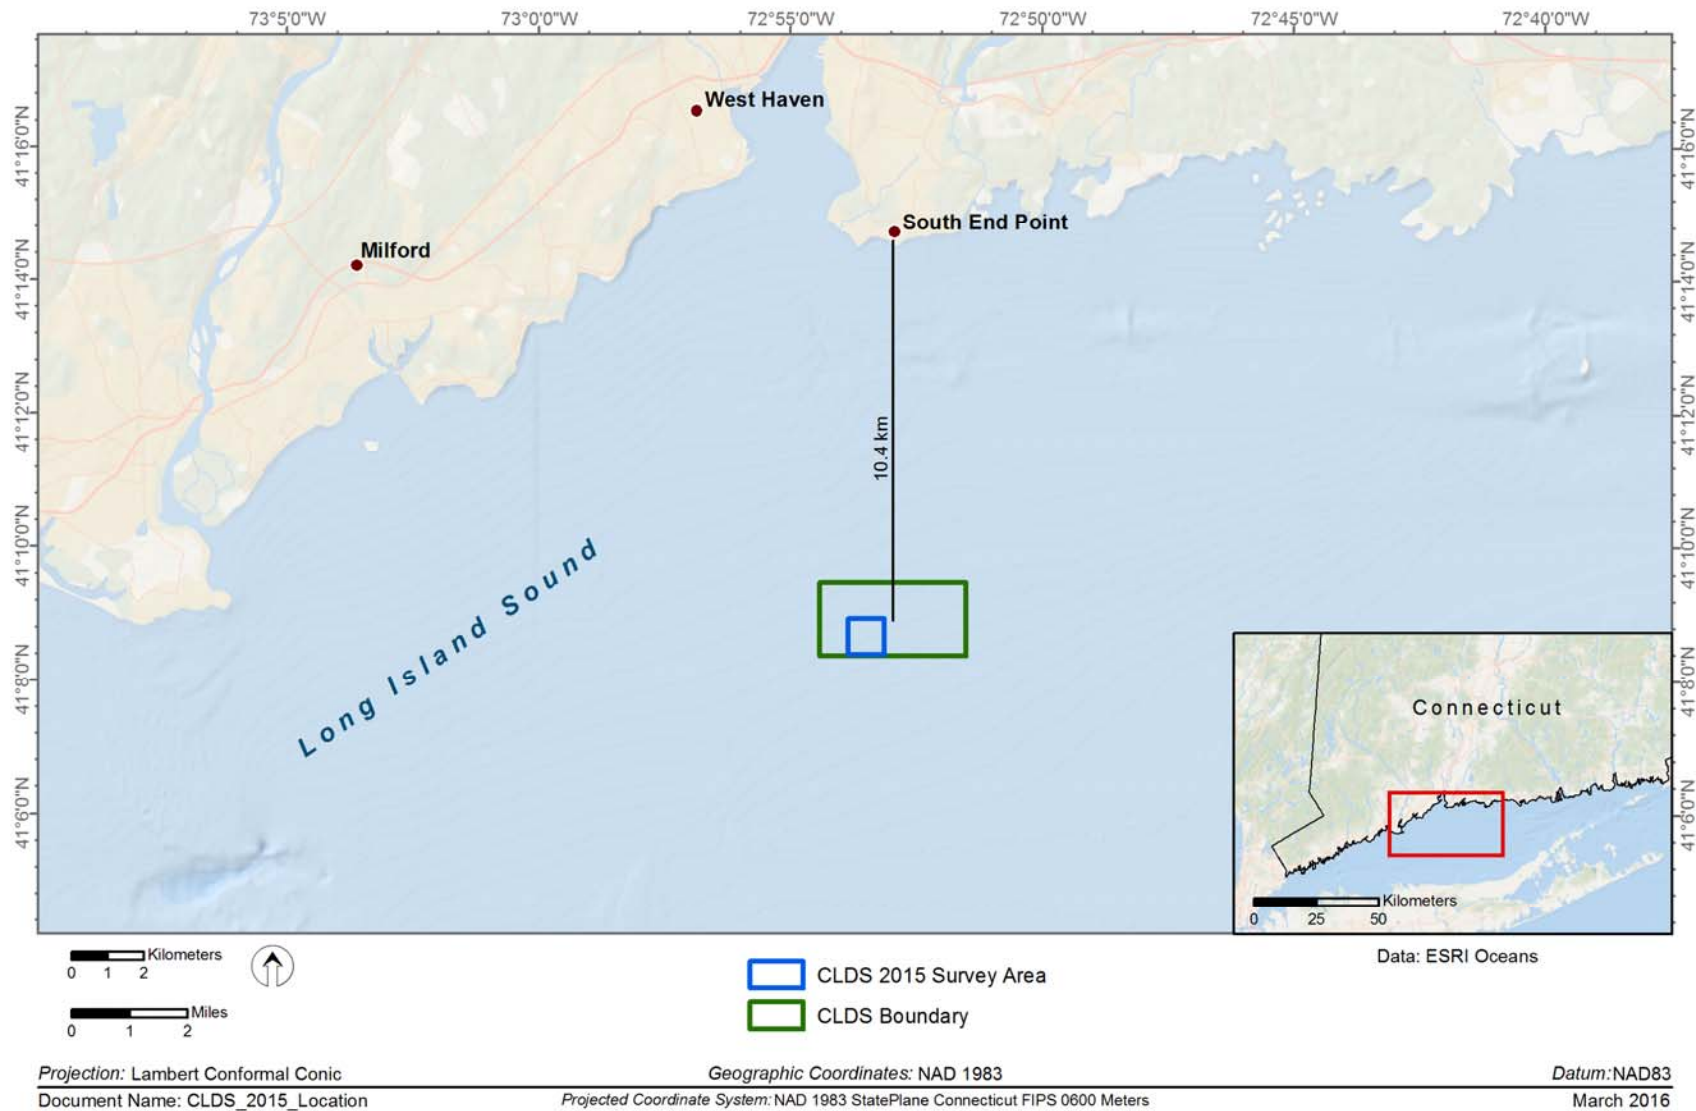 73°5'0"W 73°0'0"W 72°55'0"W 72°50'0"W 72°45'0"W 72°40'0"W
West Haven
41°16'0"N
41°16'0"N
South End Point
Milford
41°14'0"N
41°14'0"N
41°12'0"N
41°12'0"N
10.4 km
41°10'0"N
41°10'0"N
Long Island Sound
41°8'0"N
41°8'0"N
Connecticut
41°6'0"N
41°6'0"N
Kilometers
0 25 50
Kilometers
0 1 2
Miles
0 1 2
Data: ESRI Oceans
CLDS 2015 Survey Area
CLDS Boundary
Projection: Lambert Conformal Conic Geographic Coordinates: NAD 1983 Datum:NAD83
Document Name: CLDS_2015_Location Projected Coordinate System: NAD 1983 StatePlane Connecticut FIPS 0600 Meters March 2016